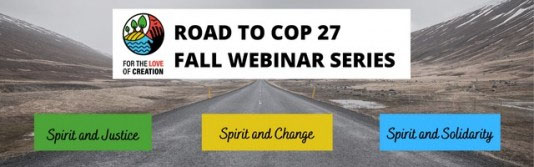 ROAD TO COP 27
FALL WEBINAR SERIES
FOR THE LOVE
OF CREATION
Spirit and Justice
Spirit and Change
Spirit and Solidarity